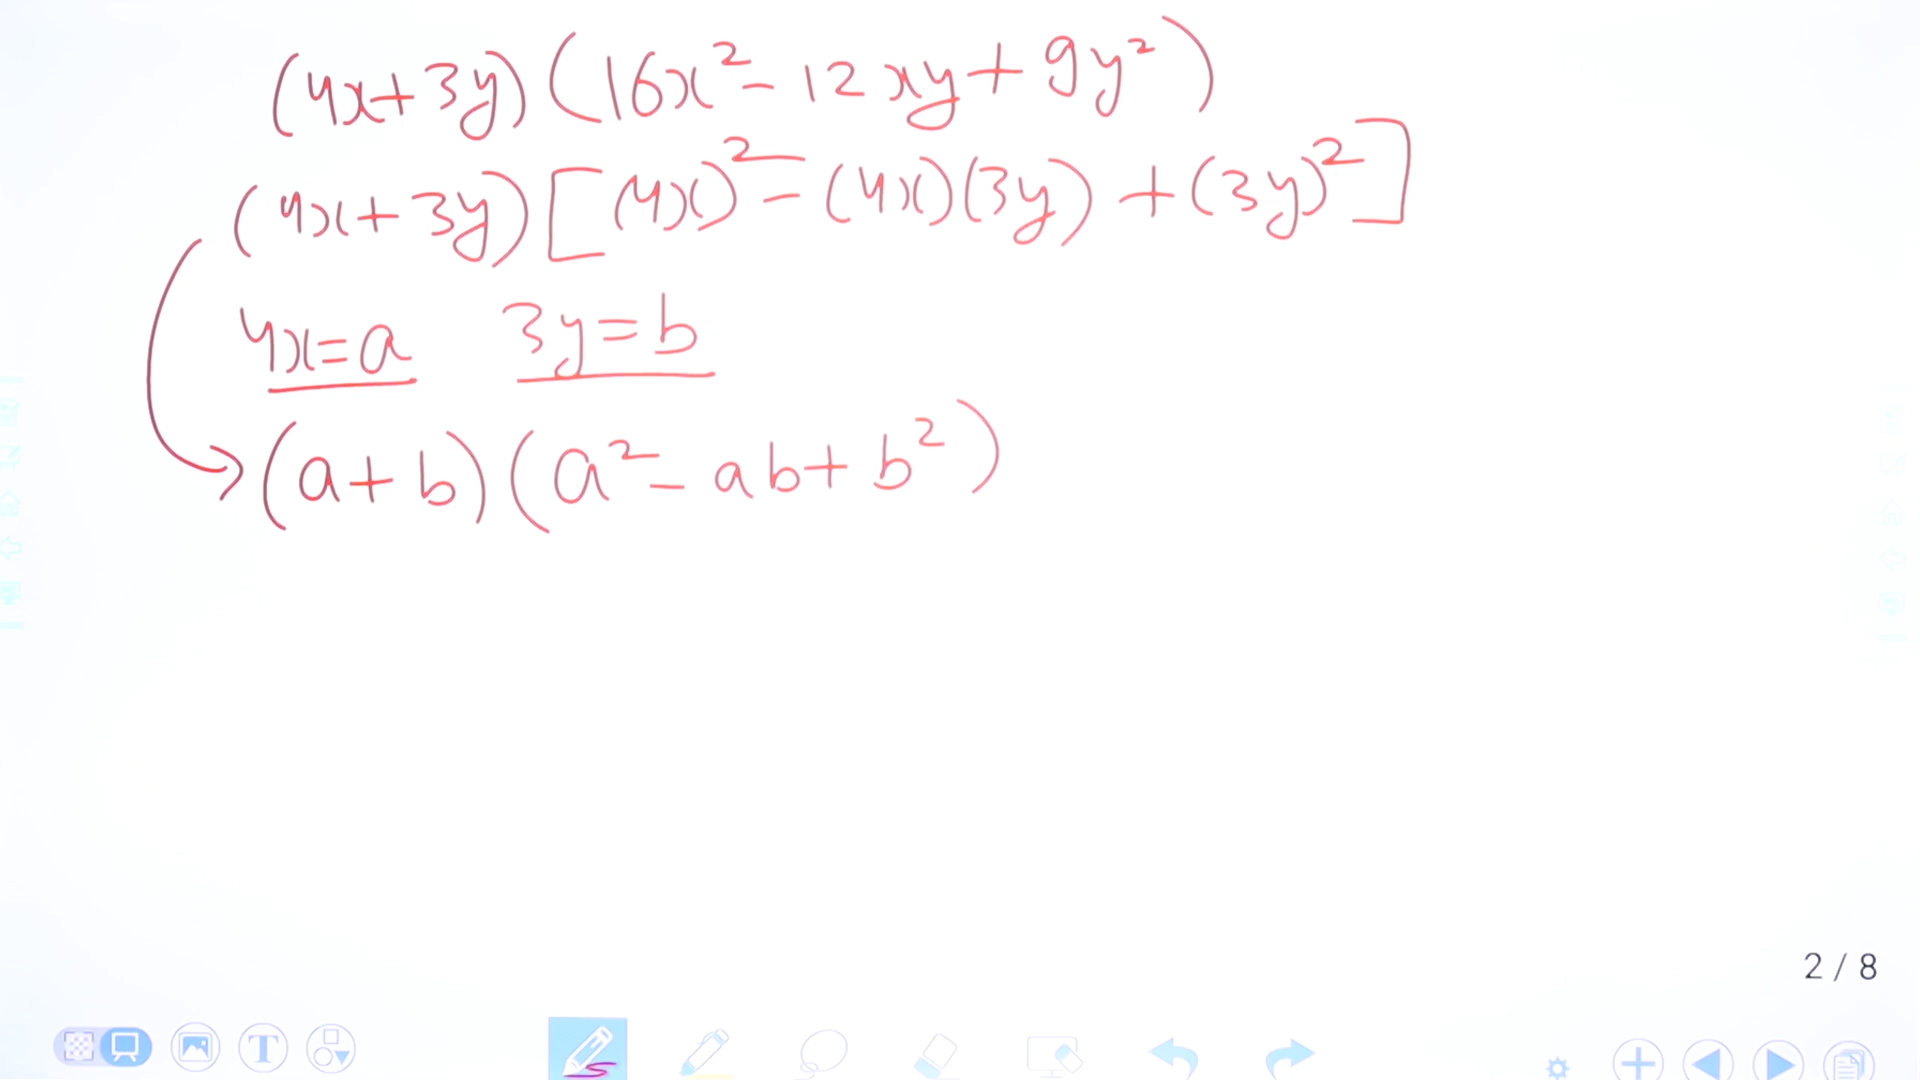 (4x+3y)(16x²-12xy+9y²)
(4x+3y)[(4x)²-(4x)(3y)+(3y)²]
4x=a 3y=b
(a+b)(a²-ab+b²)
2/8
T